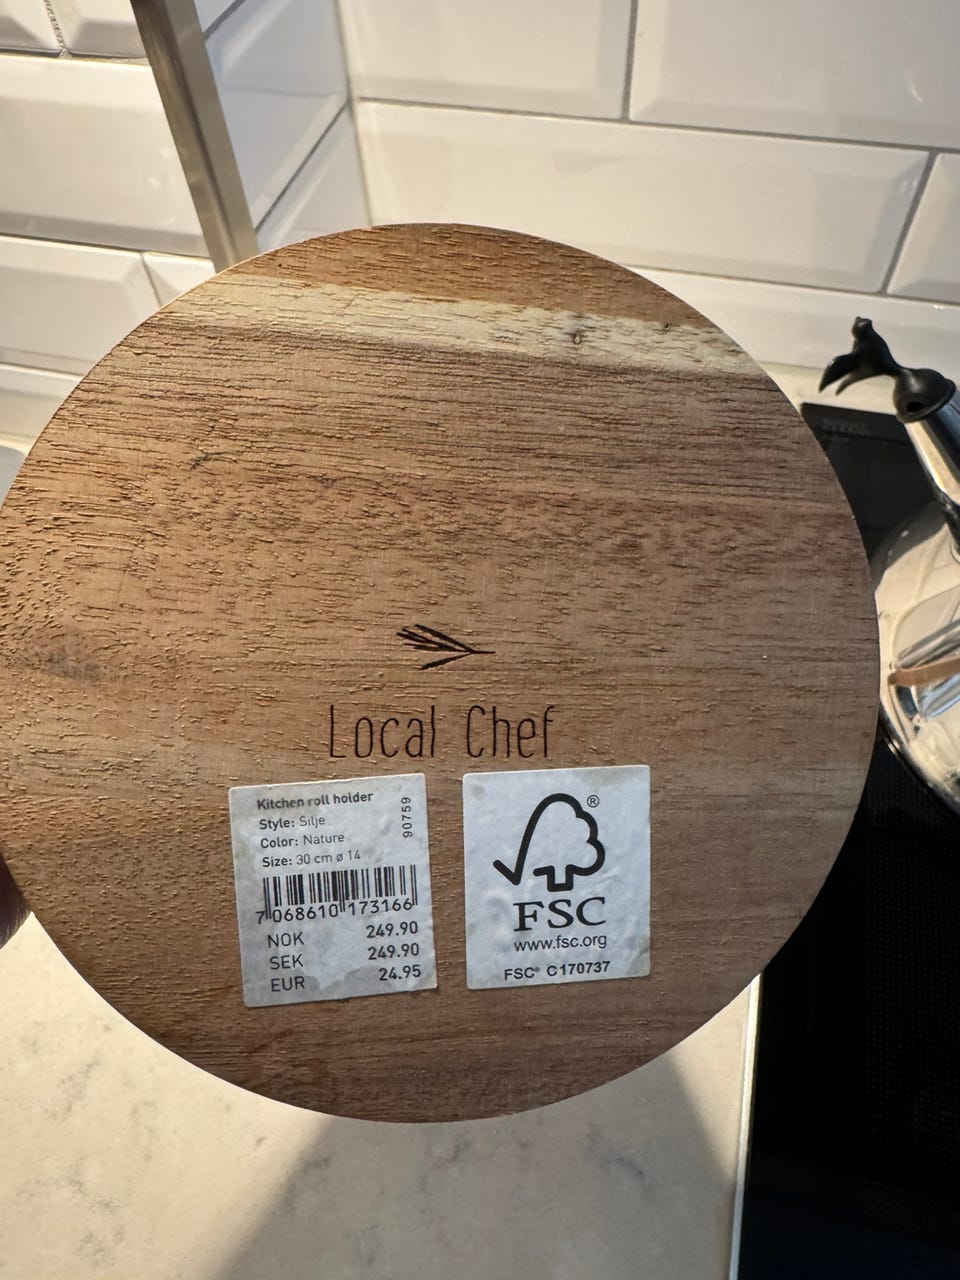 Local Chef
Kitchen roll holder
Style: Silje
Color: Nature
Size: 30 cm ø 14
90759
7 068610 173166
NOK 249.90
SEK 249.90
EUR 24.95
®
FSC
www.fsc.org
FSC® C170737